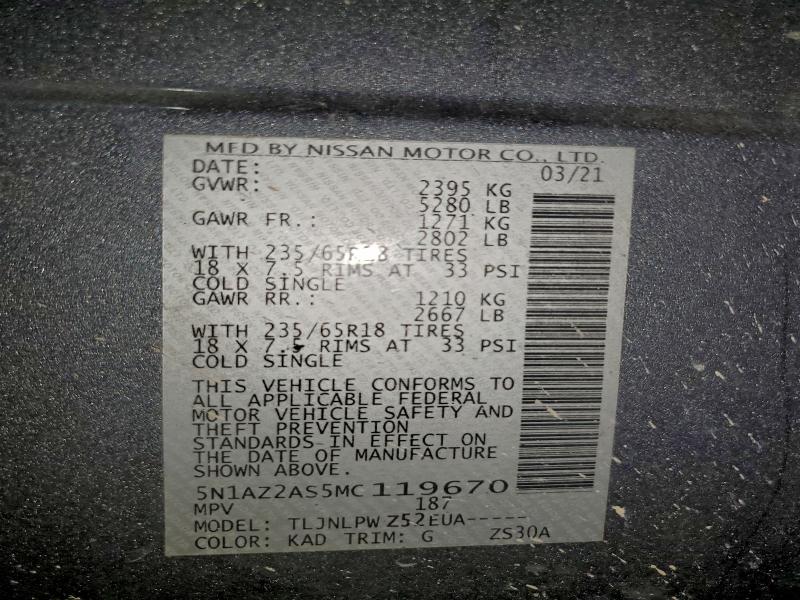 MFD BY NISSAN MOTOR CO., LTD.
DATE: 03/21
GVWR: 2395 KG
5280 LB
GAWR FR.: 1271 KG
2802 LB
WITH 235/65R18 TIRES
18 X 7.5 RIMS AT 33 PSI
COLD SINGLE
GAWR RR.: 1210 KG
2667 LB
WITH 235/65R18 TIRES
18 X 7.5 RIMS AT 33 PSI
COLD SINGLE
THIS VEHICLE CONFORMS TO
ALL APPLICABLE FEDERAL
MOTOR VEHICLE SAFETY AND
THEFT PREVENTION
STANDARDS IN EFFECT ON
THE DATE OF MANUFACTURE
SHOWN ABOVE.
5N1AZ2AS5MC119670
MPV 187
MODEL: TLJNLPW Z52EUA-----
COLOR: KAD TRIM: G ZS30A